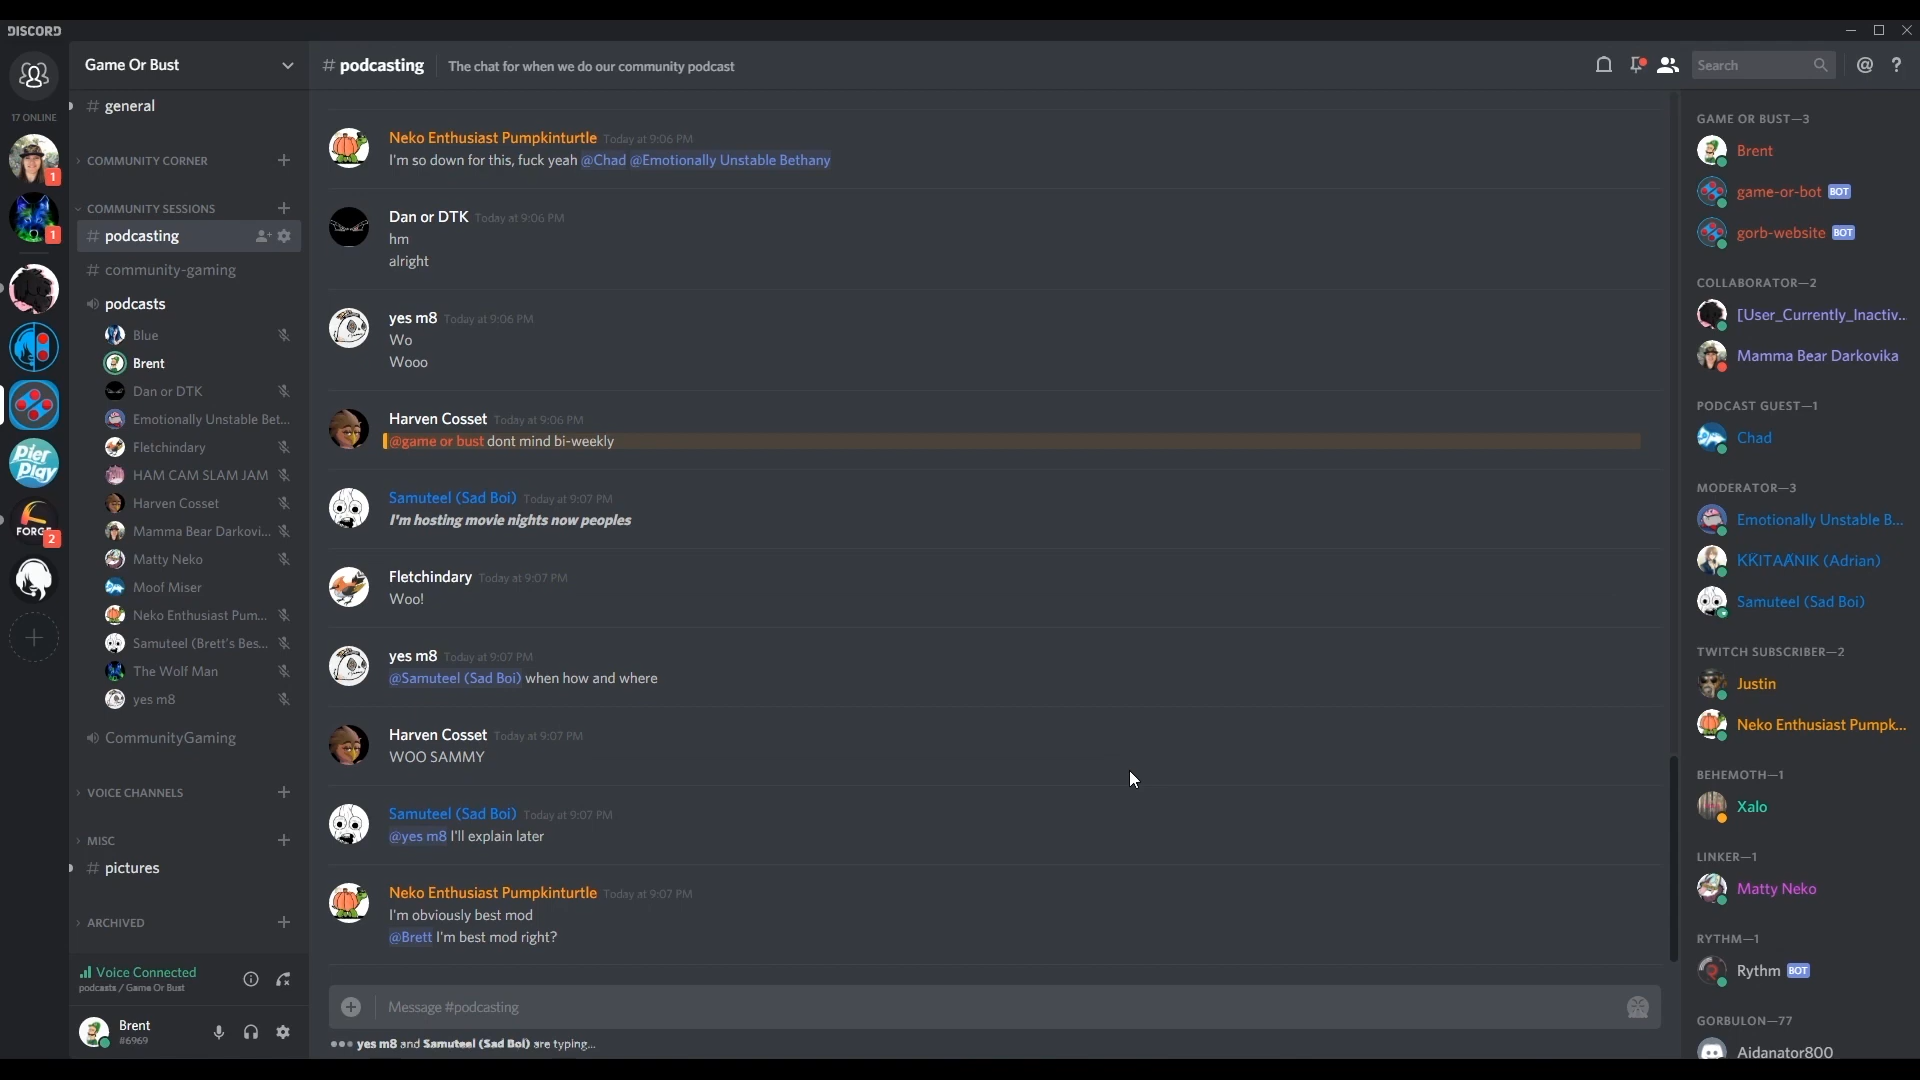 DISCORD
17 ONLINE
1
1
Pier
Play
FORGE
2
Game Or Bust
# general
COMMUNITY CORNER
COMMUNITY SESSIONS
# podcasting
# community-gaming
podcasts
Blue
Brent
Dan or DTK
Emotionally Unstable Bet...
Fletchindary
HAM CAM SLAM JAM
Harven Cosset
Mamma Bear Darkovi...
Matty Neko
Moof Miser
Neko Enthusiast Pum...
Samuteel (Brett's Bes...
The Wolf Man
yes m8
CommunityGaming
VOICE CHANNELS
MISC
# pictures
ARCHIVED
Voice Connected
podcasts / Game Or Bust
Brent
#6969
# podcasting The chat for when we do our community podcast
Search
Neko Enthusiast Pumpkinturtle Today at 9:06 PM
I'm so down for this, fuck yeah @Chad @Emotionally Unstable Bethany
Dan or DTK Today at 9:06 PM
hm
alright
yes m8 Today at 9:06 PM
Wo
Wooo
Harven Cosset Today at 9:06 PM
@game or bust dont mind bi-weekly
Samuteel (Sad Boi) Today at 9:07 PM
I'm hosting movie nights now peoples
Fletchindary Today at 9:07 PM
Woo!
yes m8 Today at 9:07 PM
@Samuteel (Sad Boi) when how and where
Harven Cosset Today at 9:07 PM
WOO SAMMY
Samuteel (Sad Boi) Today at 9:07 PM
@yes m8 I'll explain later
Neko Enthusiast Pumpkinturtle Today at 9:07 PM
I'm obviously best mod
@Brett I'm best mod right?
Message #podcasting
yes m8 and Samuteel (Sad Boi) are typing...
GAME OR BUST—3
Brent
game-or-bot BOT
gorb-website BOT
COLLABORATOR—2
[User_Currently_Inactiv...
Mamma Bear Darkovika
PODCAST GUEST—1
Chad
MODERATOR—3
Emotionally Unstable B...
(Adrian)
Samuteel (Sad Boi)
TWITCH SUBSCRIBER—2
Justin
Neko Enthusiast Pumpk...
BEHEMOTH—1
Xalo
LINKER—1
Matty Neko
RYTHM—1
Rythm BOT
GORBULON—77
Aidanator800